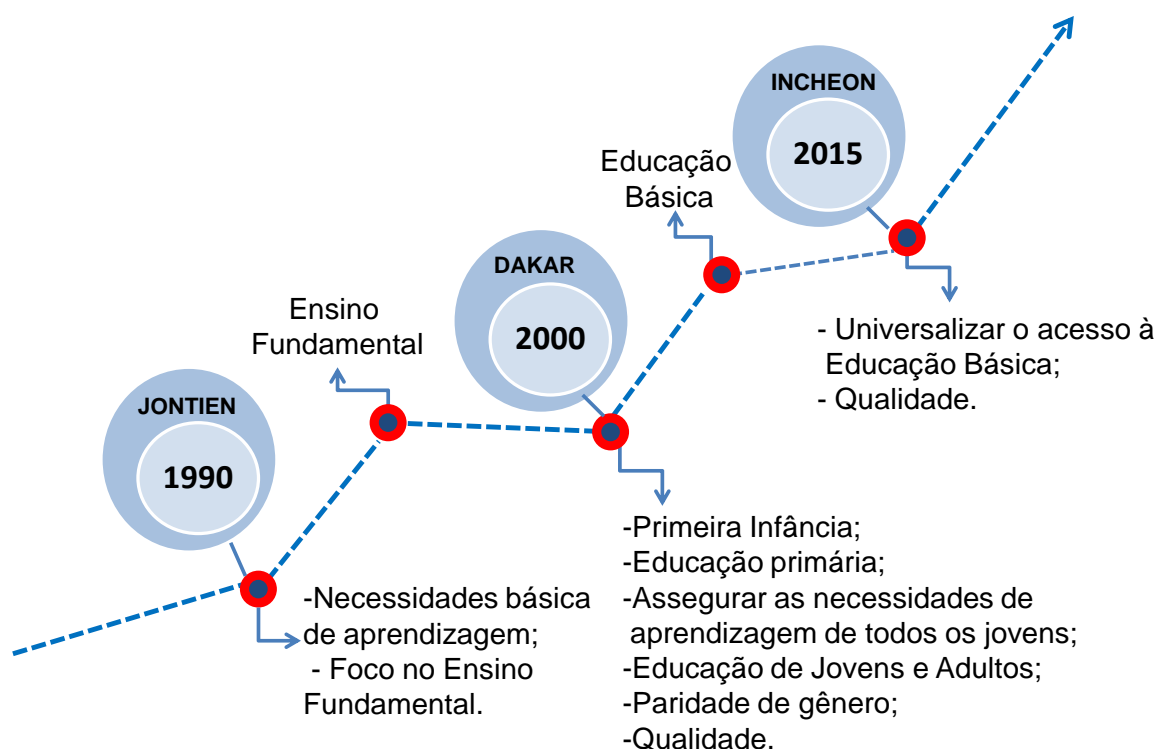 JONTIEN
1990
-Necessidades básica
de aprendizagem;
- Foco no Ensino
Fundamental.
Ensino
Fundamental
DAKAR
2000
-Primeira Infância;
-Educação primária;
-Assegurar as necessidades de
aprendizagem de todos os jovens;
-Educação de Jovens e Adultos;
-Paridade de gênero;
-Qualidade.
Educação
Básica
INCHEON
2015
- Universalizar o acesso à
Educação Básica;
- Qualidade.